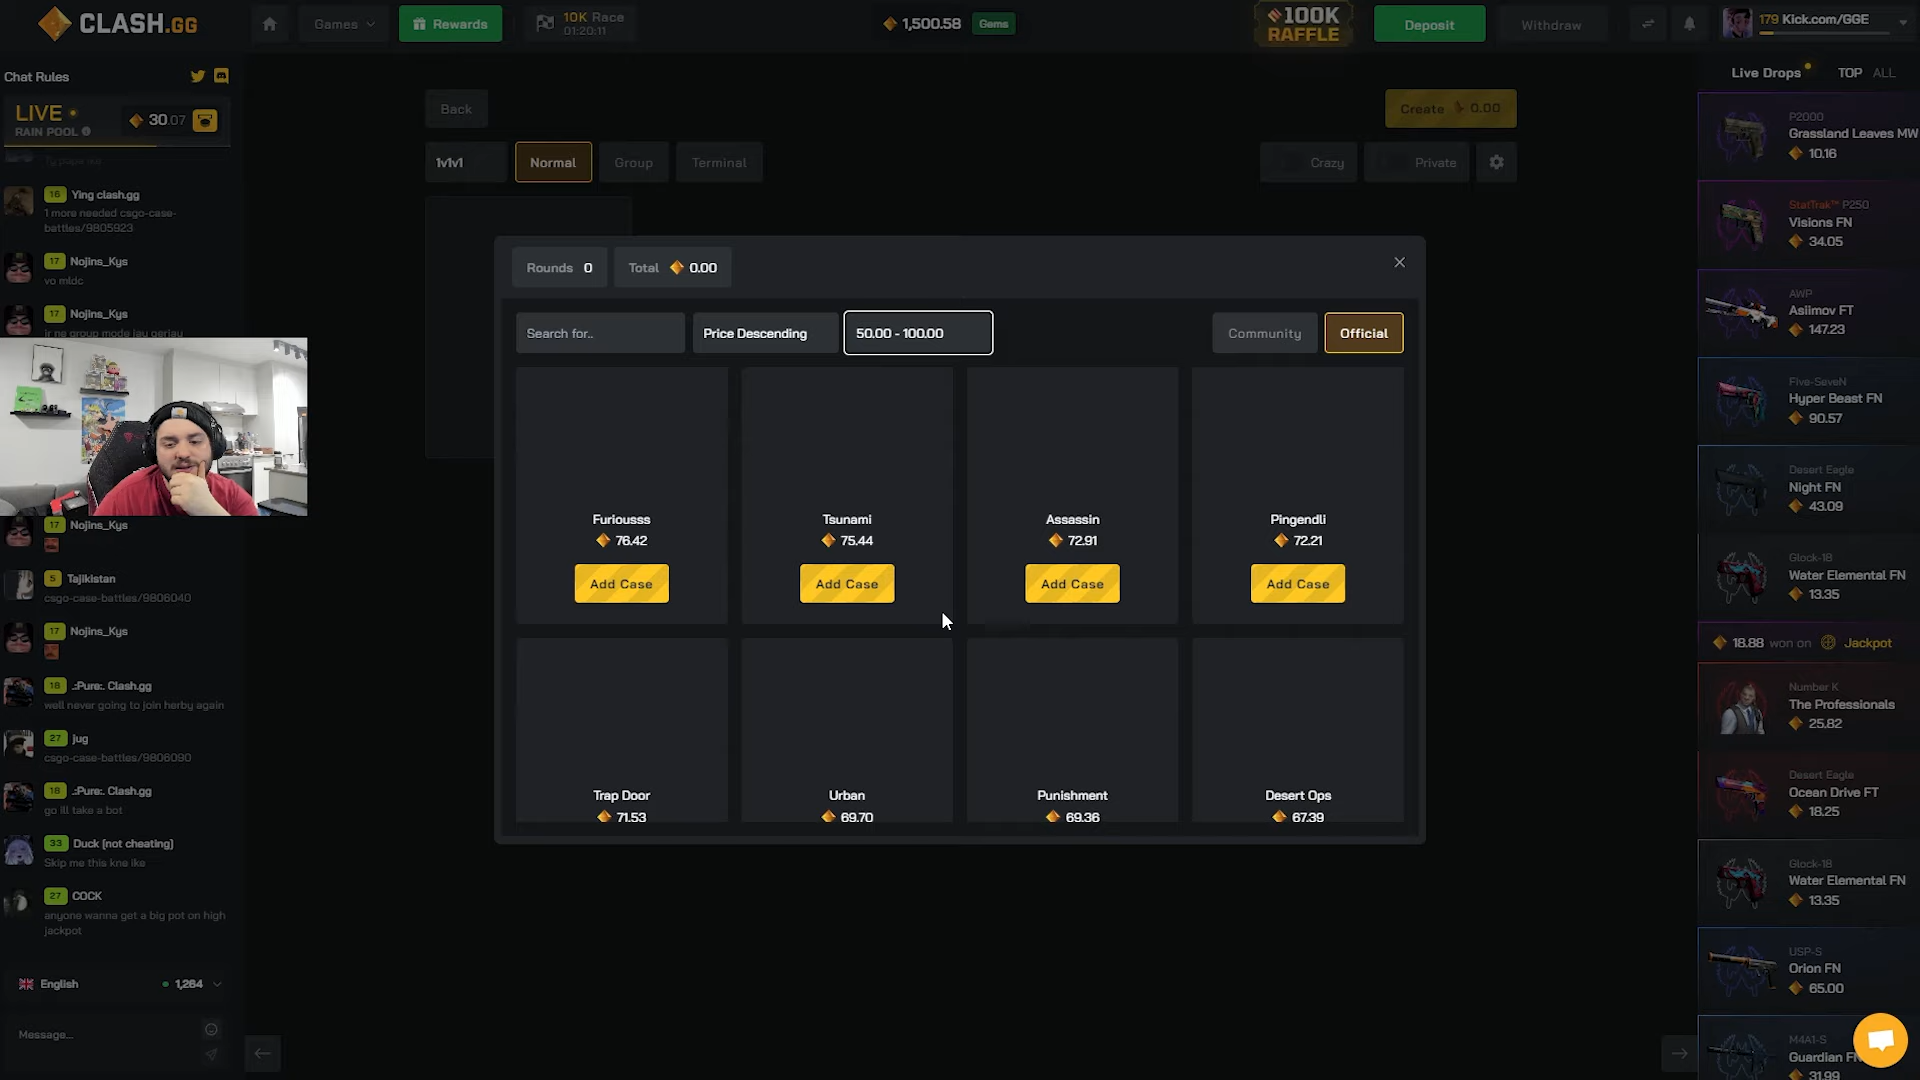 CLASH.GG
Games
Rewards
10K Race
01:20:11
1,500.58 Gems
100K
RAFFLE
Deposit
Withdraw
179 Kick.com/GGE
Chat Rules
LIVE
RAIN POOL
30.07
16 Ying clash.gg
1 more needed csgo-case-
battles/9805923
17 Nojins_Kys
vo mldc
17 Nojins_Kys
17 Nojins_Kys
5 Tajikistan
csgo-case-battles/9806040
17 Nojins_Kys
18 .:Pure:. Clash.gg
well never going to join herby again
27 jug
csgo-case-battles/9806090
18 .:Pure:. Clash.gg
go ill take a bot
33 Duck [not cheating]
Skip me this kne ike
27 COCK
anyone wanna get a big pot on high
jackpot
English
1,264
Message...
Back
Create 0.00
1v1v1
Normal
Group
Terminal
Crazy
Private
Rounds 0
Total 0.00
Search for..
Price Descending
50.00 - 100.00
Community
Official
Furiousss
76.42
Add Case
Tsunami
75.44
Add Case
Assassin
72.91
Add Case
Pingendli
72.21
Add Case
Trap Door
71.53
Urban
69.70
Punishment
69.36
Desert Ops
67.39
Live Drops
TOP ALL
P2000
Grassland Leaves MW
10.16
StatTrak™ P250
Visions FN
34.05
AWP
Asiimov FT
147.23
Five-SeveN
Hyper Beast FN
90.57
Desert Eagle
Night FN
43.09
Glock-18
Water Elemental FN
13.35
18.88 won on Jackpot
Number K
The Professionals
25.82
Desert Eagle
Ocean Drive FT
18.25
Glock-18
Water Elemental FN
13.35
USP-S
Orion FN
65.00
M4A1-S
Guardian FN
31.99